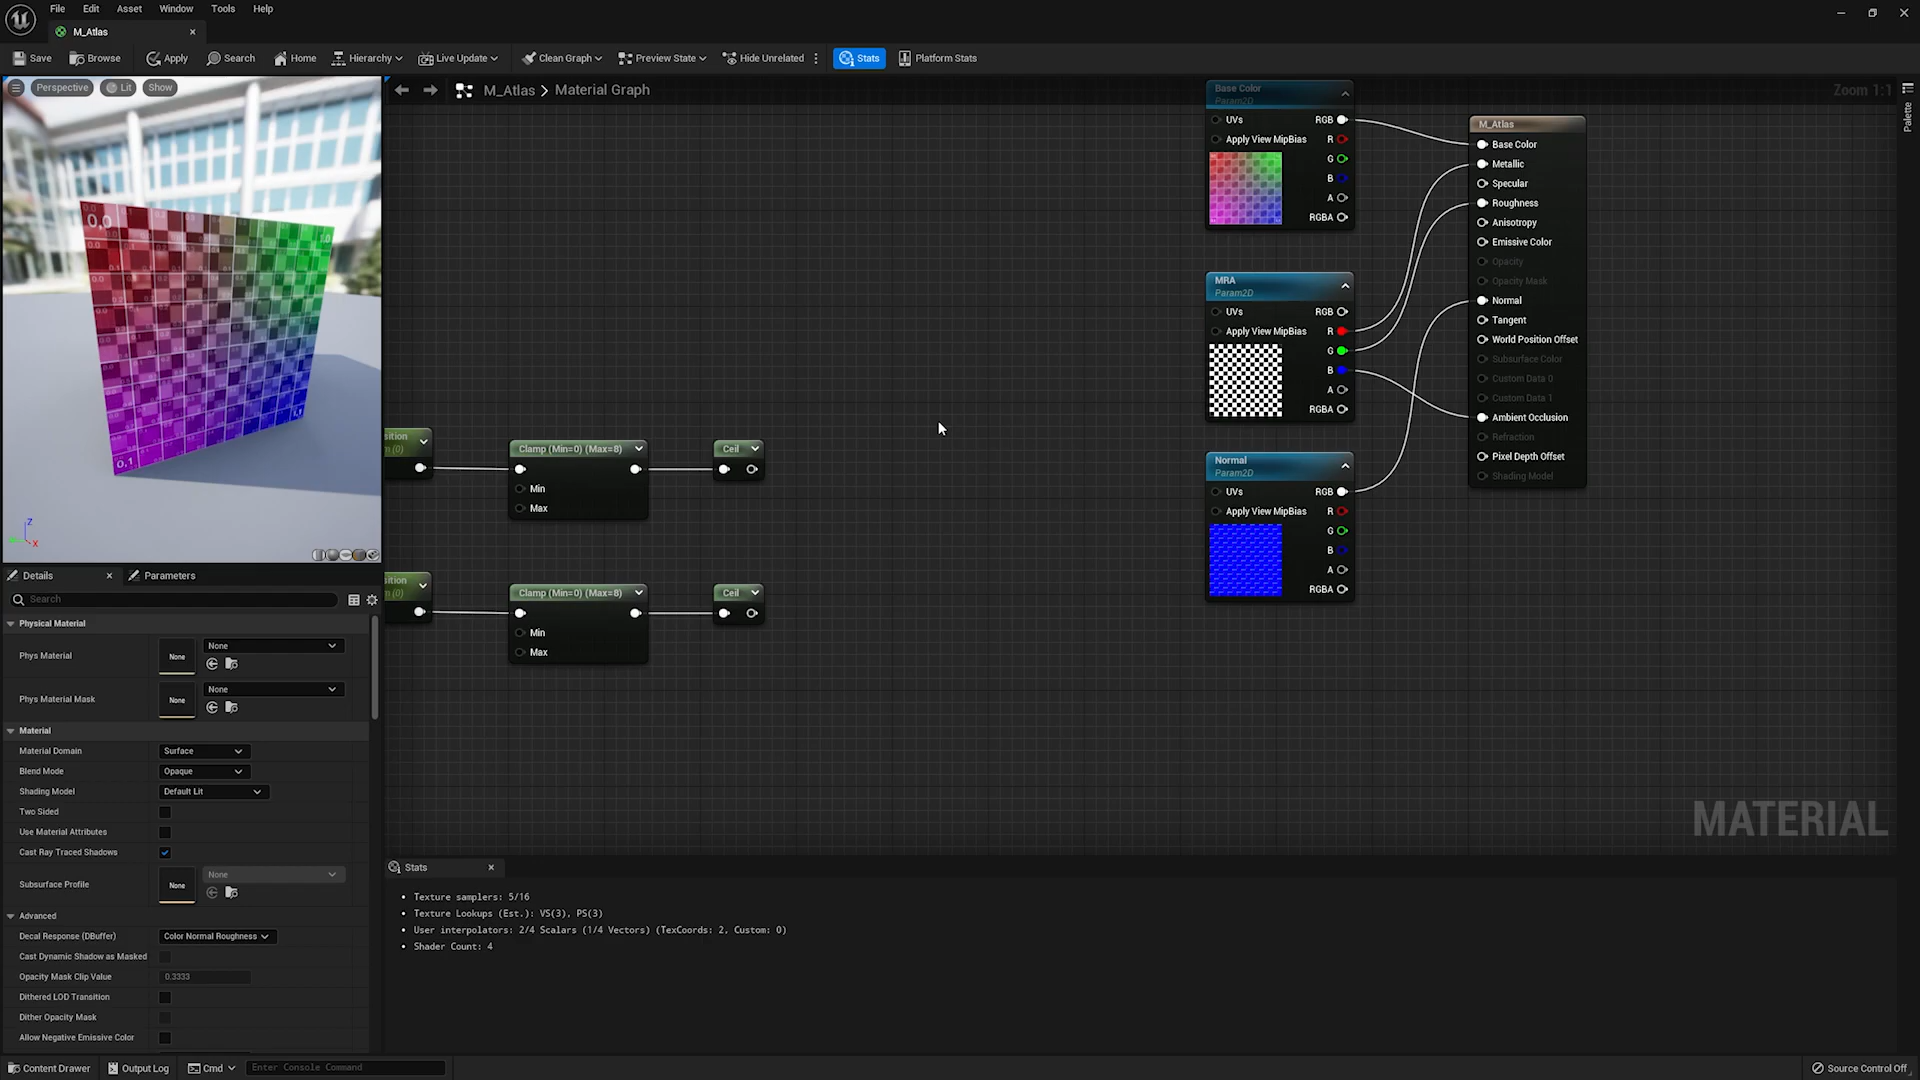 File Edit Asset Window Tools Help
M_Atlas
Save Browse Apply Search Home Hierarchy Live Update Clean Graph Preview State Hide Unrelated Stats Platform Stats
Perspective Lit Show
M_Atlas > Material Graph
Zoom 1:1
Palette
0,0
0,1
1,1
Z
X
Base Color
Param2D
UVs RGB
Apply View MipBias R
G
B
A
RGBA
MRA
Param2D
UVs RGB
Apply View MipBias R
G
B
A
RGBA
Normal
Param2D
UVs RGB
Apply View MipBias R
G
B
A
RGBA
M_Atlas
Base Color
Metallic
Specular
Roughness
Anisotropy
Emissive Color
Opacity
Opacity Mask
Normal
Tangent
World Position Offset
Subsurface Color
Custom Data 0
Custom Data 1
Ambient Occlusion
Refraction
Pixel Depth Offset
Shading Model
Clamp (Min=0) (Max=8)
Min
Max
Ceil
Clamp (Min=0) (Max=8)
Min
Max
Ceil
MATERIAL
Details Parameters
Search
Physical Material
Phys Material None None
Phys Material Mask None None
Material
Material Domain Surface
Blend Mode Opaque
Shading Model Default Lit
Two Sided
Use Material Attributes
Cast Ray Traced Shadows
Subsurface Profile None None
Advanced
Decal Response (DBuffer) Color Normal Roughness
Cast Dynamic Shadow as Masked
Opacity Mask Clip Value 0.3333
Dithered LOD Transition
Dither Opacity Mask
Allow Negative Emissive Color
Stats
Texture samplers: 5/16
Texture Lookups (Est.): VS(3), PS(3)
User interpolators: 2/4 Scalars (1/4 Vectors) (TexCoords: 2, Custom: 0)
Shader Count: 4
Content Drawer Output Log Cmd Enter Console Command Source Control Off